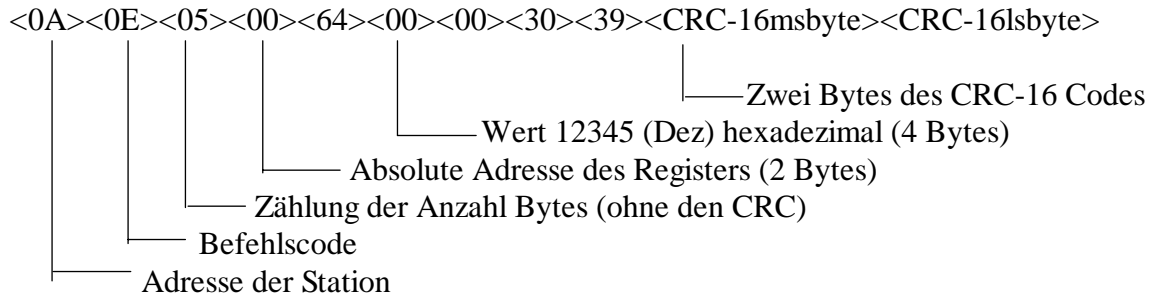 <0A><0E><05><00><64><00><00><30><39><CRC-16msbyte><CRC-16lsbyte>
Zwei Bytes des CRC-16 Codes
Wert 12345 (Dez) hexadezimal (4 Bytes)
Absolute Adresse des Registers (2 Bytes)
Zählung der Anzahl Bytes (ohne den CRC)
Befehlscode
Adresse der Station